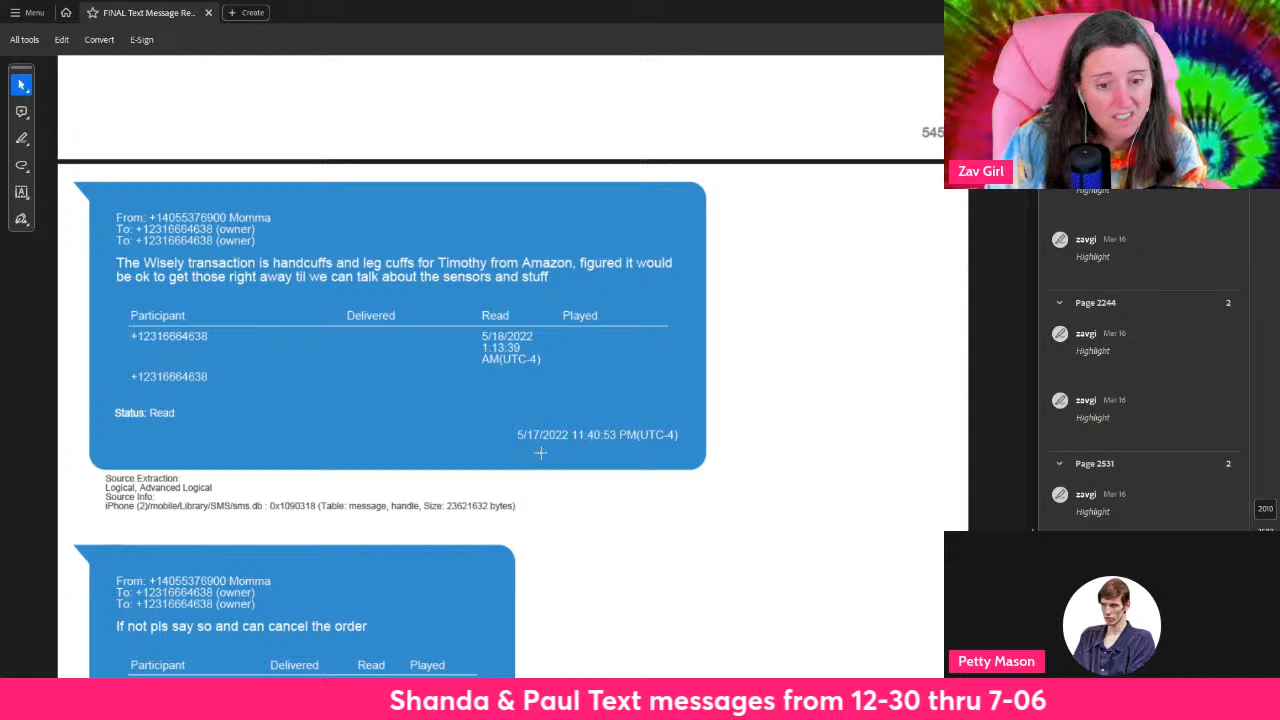 Menu
FINAL Text Message Re...
Create
All tools
Edit
Convert
E-Sign
545
From: +14055376900 Momma
To: +12316664638 (owner)
To: +12316664638 (owner)
The Wisely transaction is handcuffs and leg cuffs for Timothy from Amazon, figured it would
be ok to get those right away til we can talk about the sensors and stuff
Participant Delivered Read Played
+12316664638 5/18/2022
1:13:39
AM(UTC-4)
+12316664638
Status: Read
5/17/2022 11:40:53 PM(UTC-4)
Source Extraction:
Logical, Advanced Logical
Source Info:
iPhone (2)/mobile/Library/SMS/sms.db : 0x1090318 (Table: message, handle, Size: 23621632 bytes)
From: +14055376900 Momma
To: +12316664638 (owner)
To: +12316664638 (owner)
If not pls say so and can cancel the order
Participant Delivered Read Played
Zav Girl
Highlight
zavgi Mar 16
Highlight
Page 2244 2
zavgi Mar 16
Highlight
zavgi Mar 16
Highlight
Page 2531 2
zavgi Mar 16
Highlight
2010
Petty Mason
Shanda & Paul Text messages from 12-30 thru 7-06